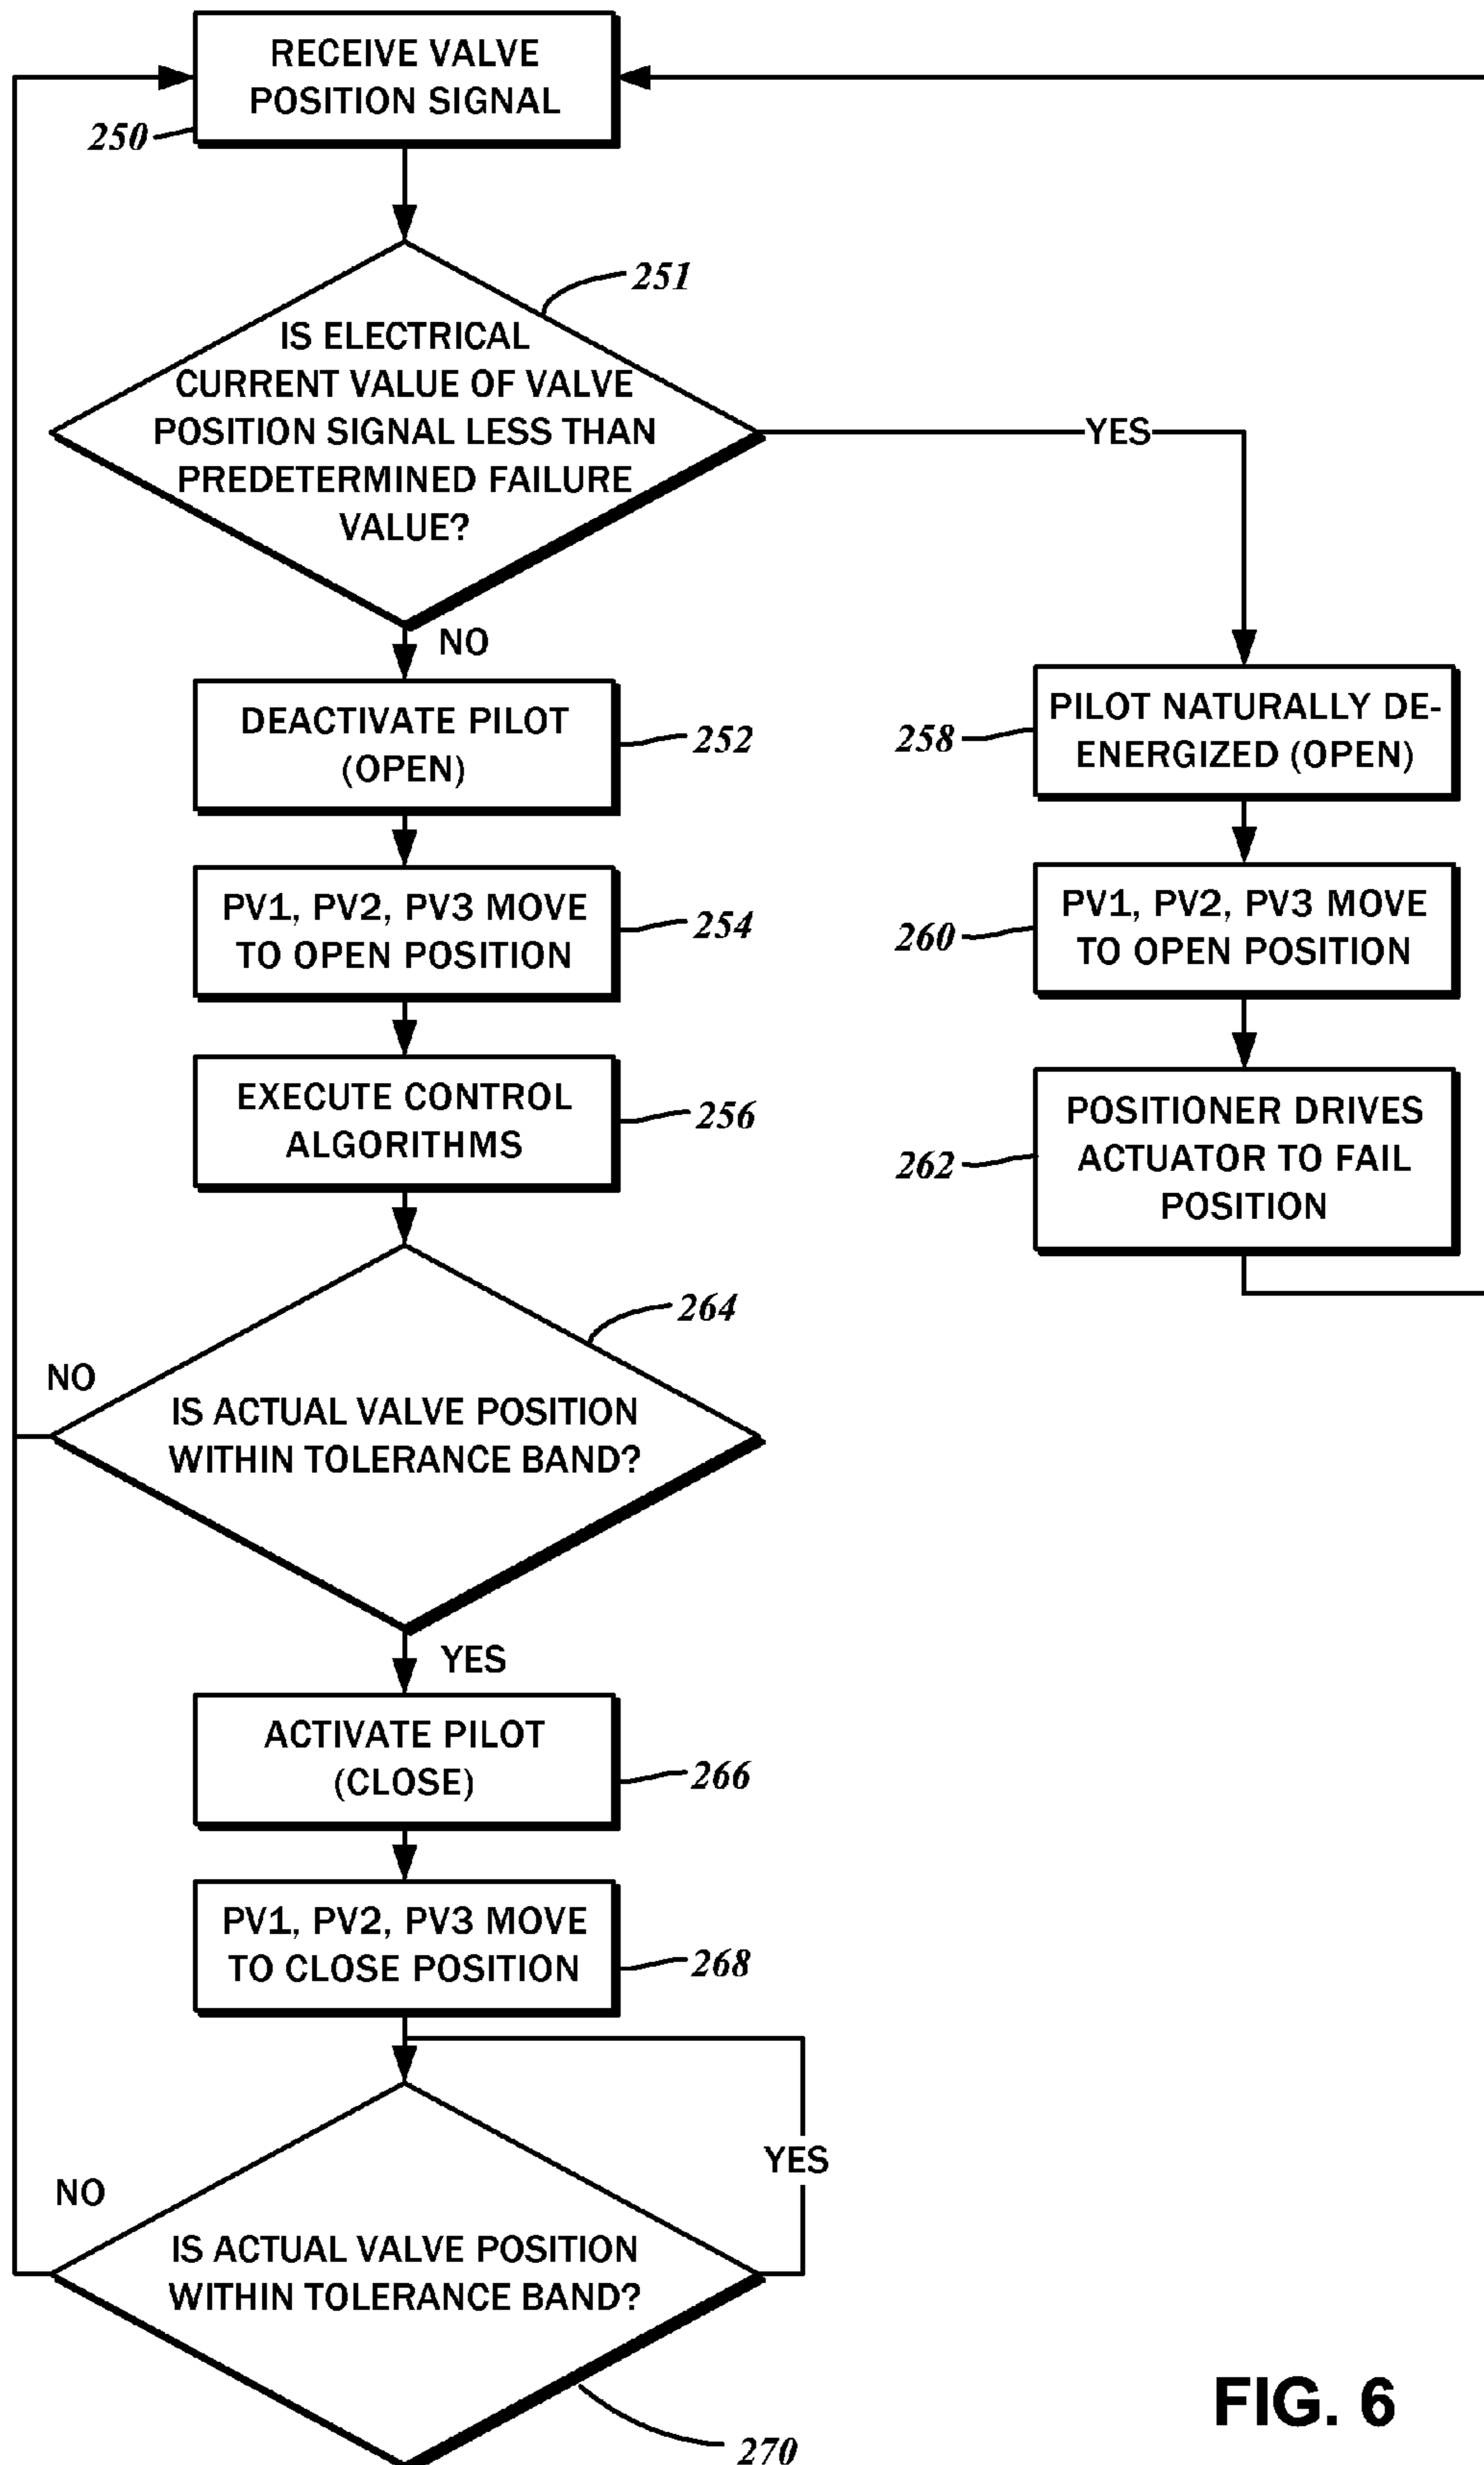 RECEIVE VALVE
POSITION SIGNAL
250
251
IS ELECTRICAL
CURRENT VALUE OF VALVE
POSITION SIGNAL LESS THAN
PREDETERMINED FAILURE
VALUE?
YES
NO
DEACTIVATE PILOT
(OPEN)
252
PV1, PV2, PV3 MOVE
TO OPEN POSITION
254
EXECUTE CONTROL
ALGORITHMS
256
258
PILOT NATURALLY DE-
ENERGIZED (OPEN)
260
PV1, PV2, PV3 MOVE
TO OPEN POSITION
262
POSITIONER DRIVES
ACTUATOR TO FAIL
POSITION
264
NO
IS ACTUAL VALVE POSITION
WITHIN TOLERANCE BAND?
YES
ACTIVATE PILOT
(CLOSE)
266
PV1, PV2, PV3 MOVE
TO CLOSE POSITION
268
YES
NO
IS ACTUAL VALVE POSITION
WITHIN TOLERANCE BAND?
270
FIG. 6